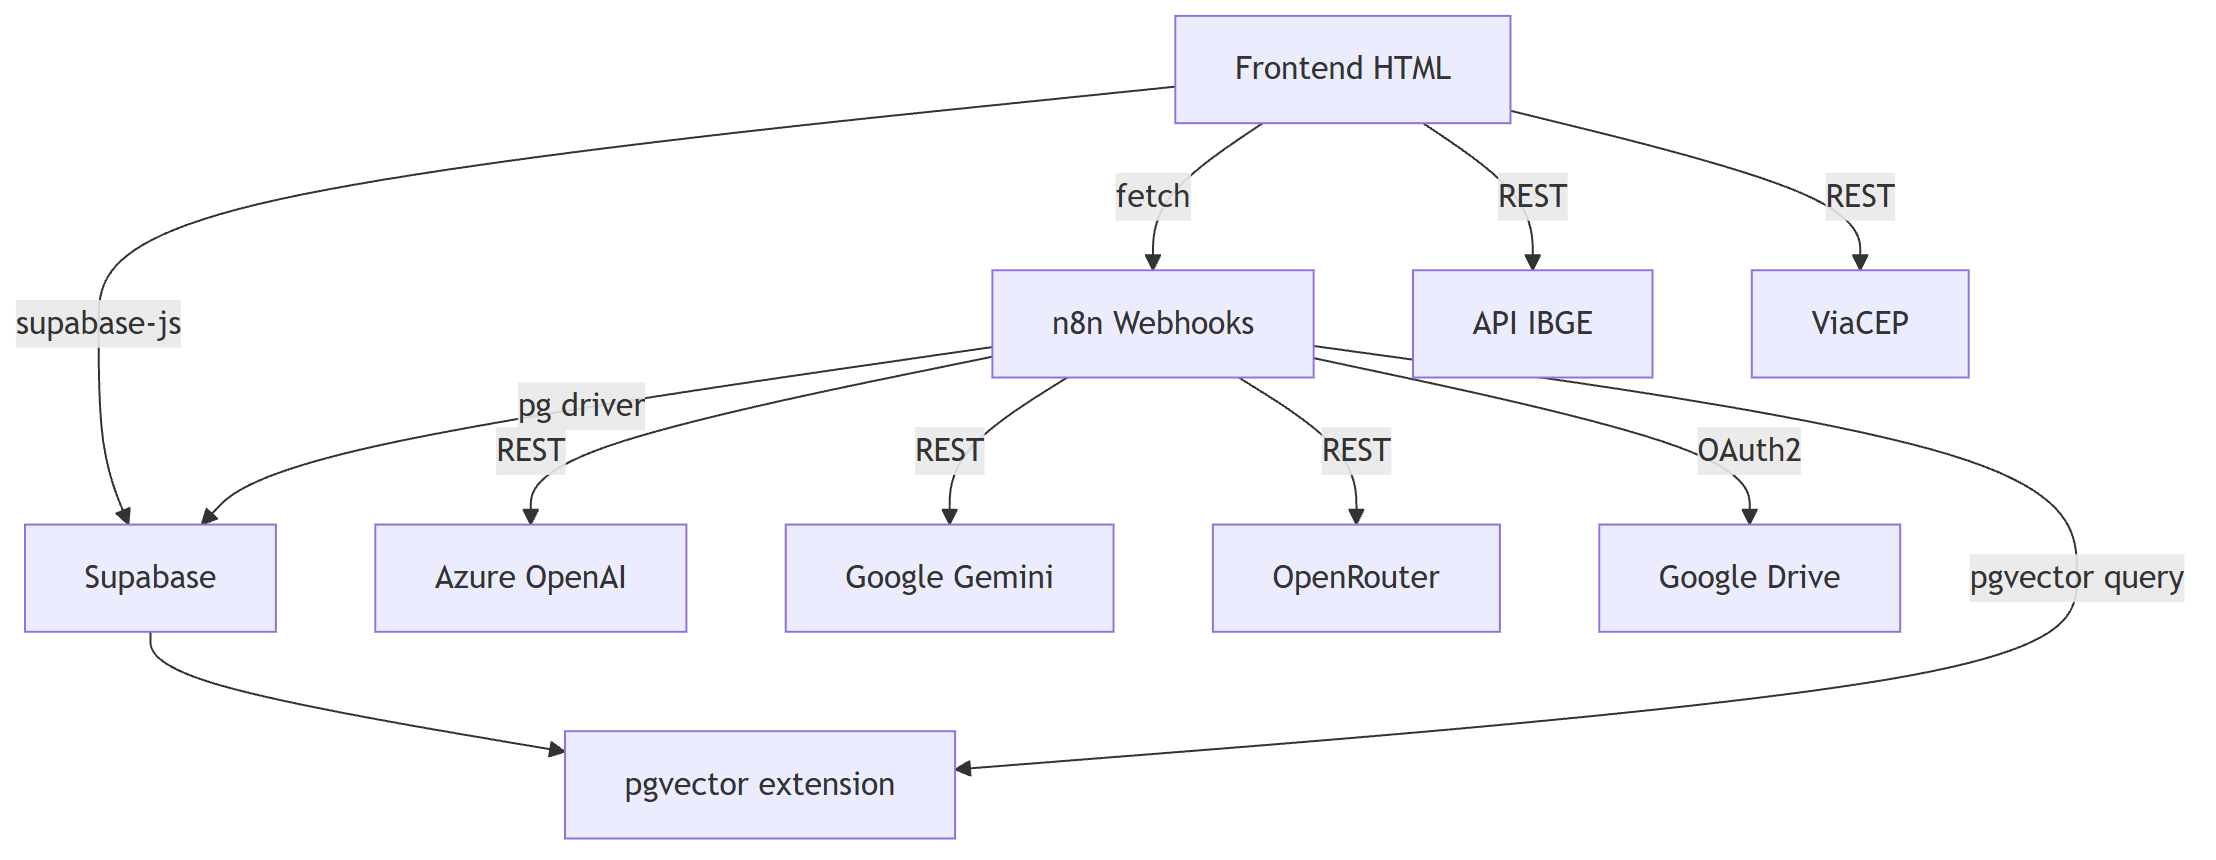 Frontend HTML
fetch
REST
REST
supabase-js
n8n Webhooks
API IBGE
ViaCEP
pg driver
REST
REST
REST
OAuth2
Supabase
Azure OpenAI
Google Gemini
OpenRouter
Google Drive
pgvector query
pgvector extension